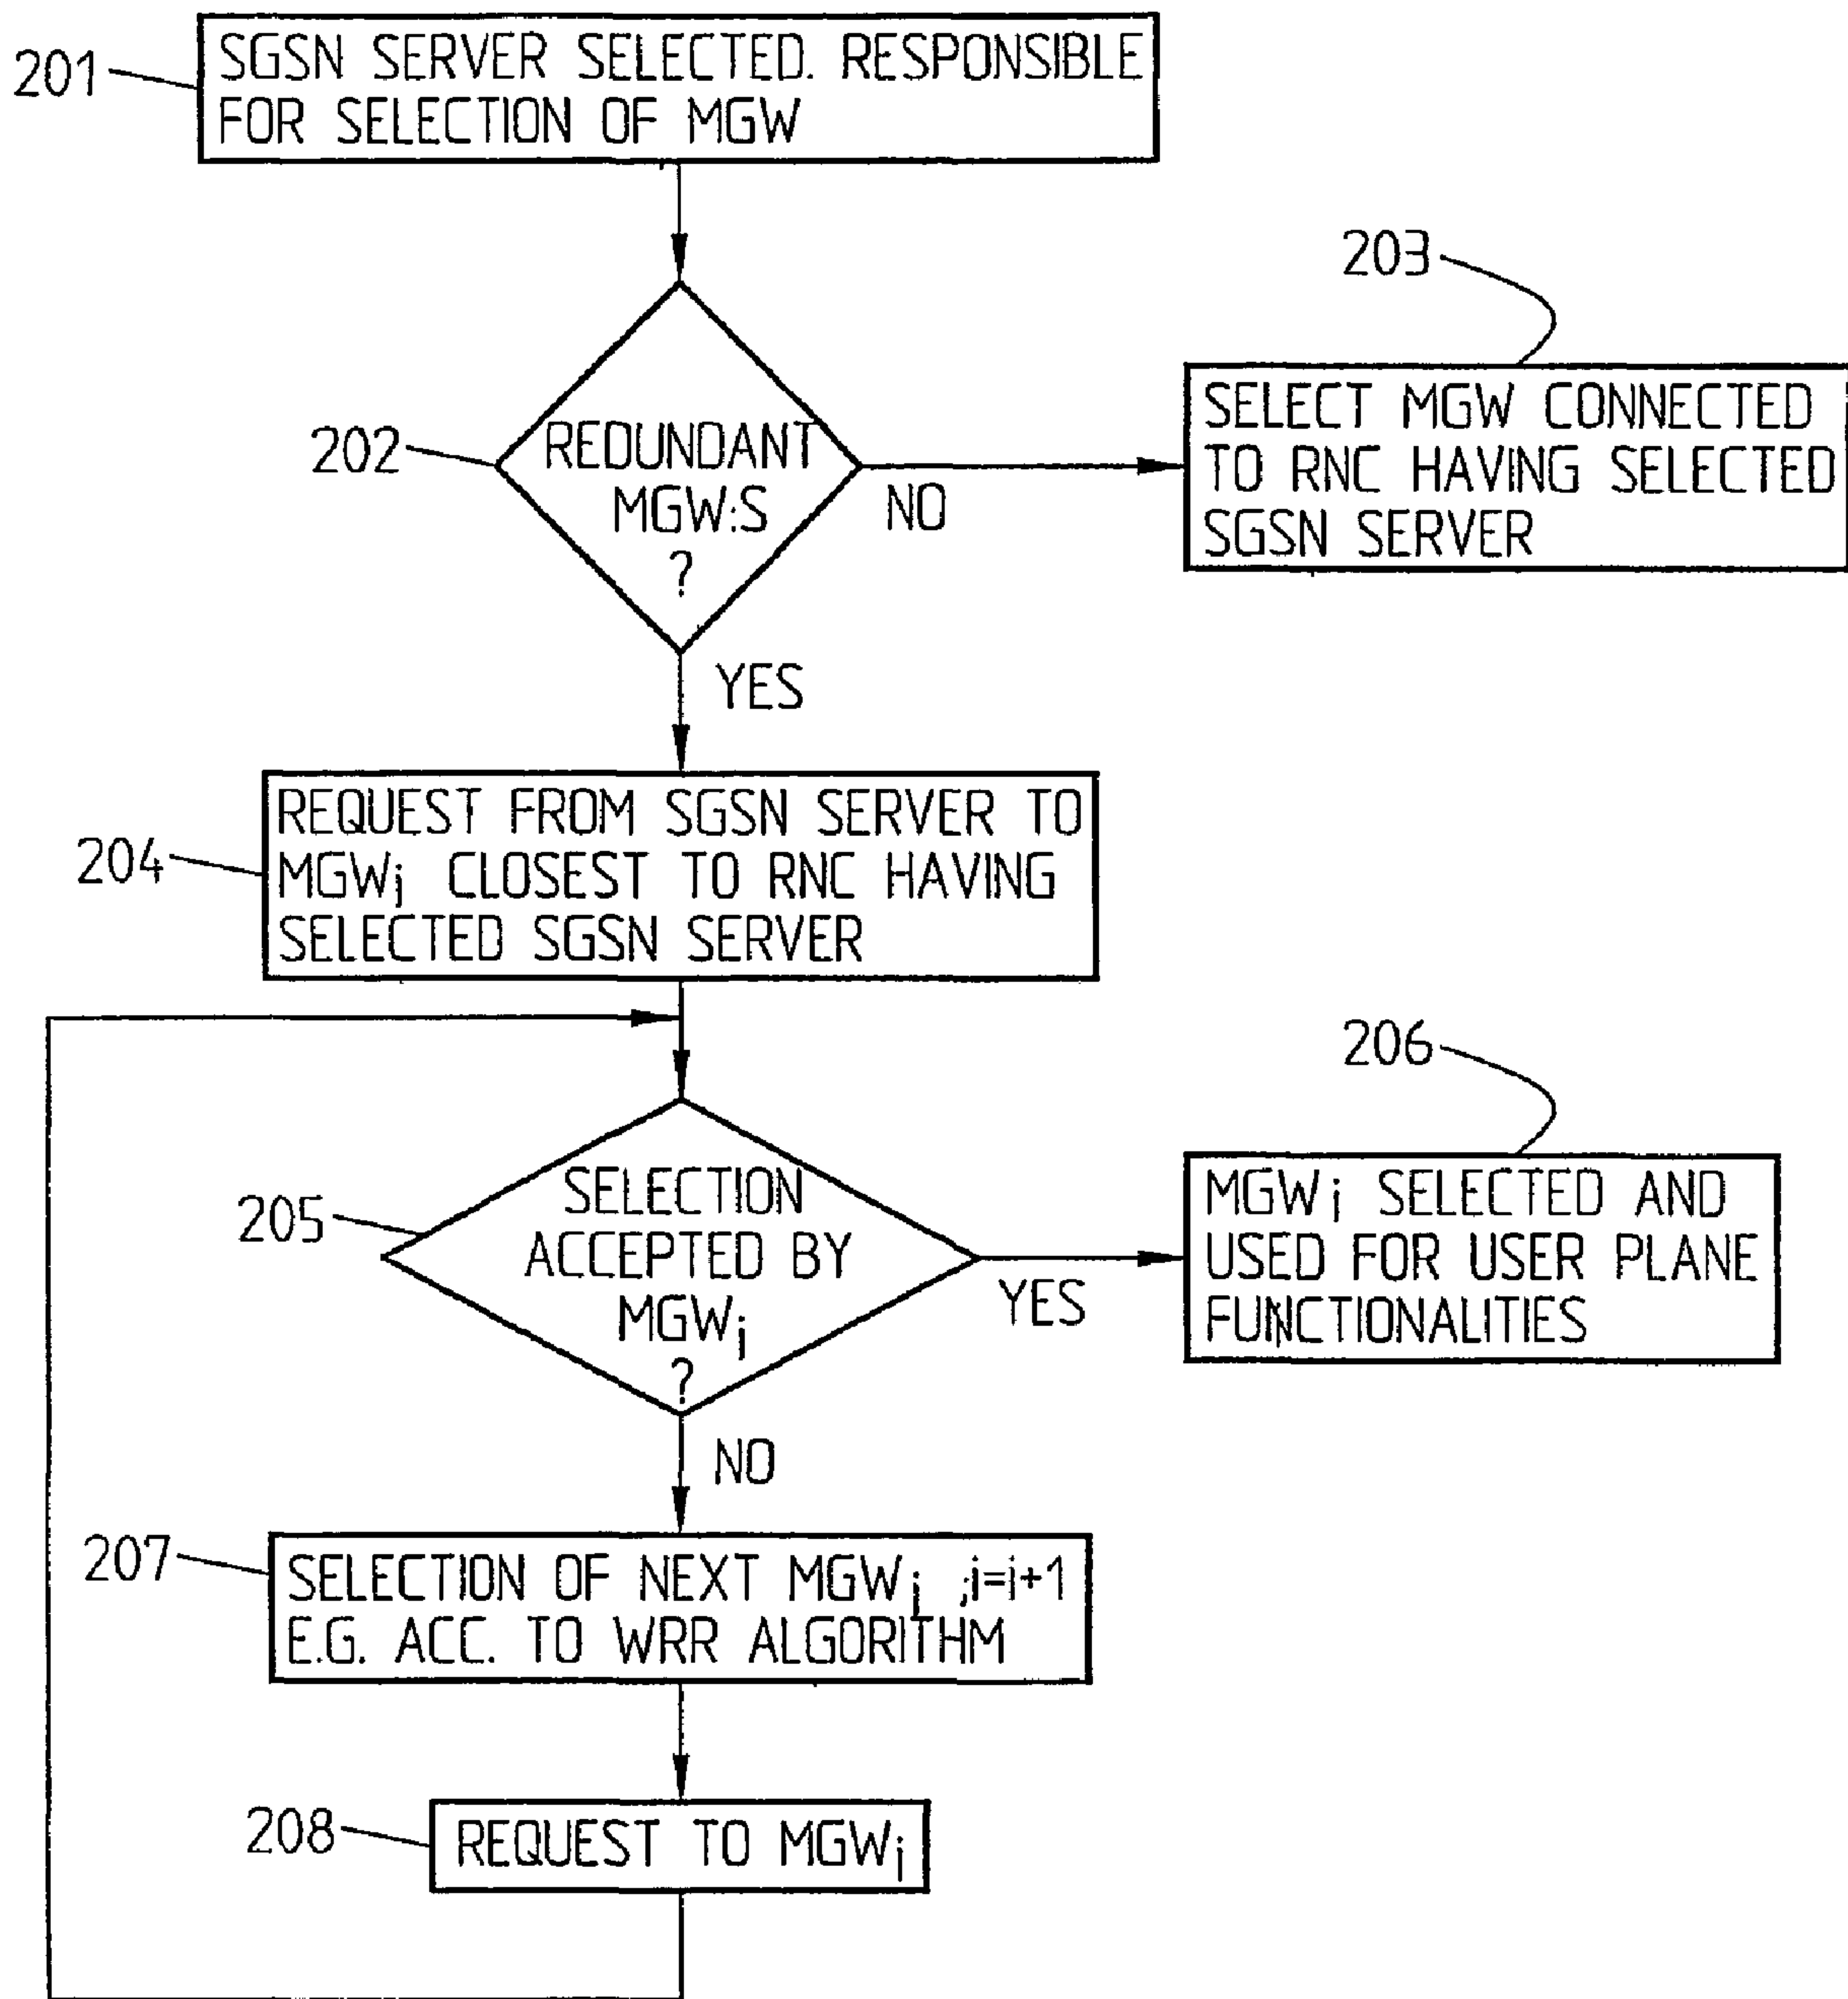 201
SGSN SERVER SELECTED. RESPONSIBLE
FOR SELECTION OF MGW
202
REDUNDANT
MGW:S
?
NO
203
SELECT MGW CONNECTED
TO RNC HAVING SELECTED
SGSN SERVER
YES
204
REQUEST FROM SGSN SERVER TO
MGWj CLOSEST TO RNC HAVING
SELECTED SGSN SERVER
205
SELECTION
ACCEPTED BY
MGWj
?
YES
206
MGWj SELECTED AND
USED FOR USER PLANE
FUNCTIONALITIES
NO
207
SELECTION OF NEXT MGWj ;i=i+1
E.G. ACC. TO WRR ALGORITHM
208
REQUEST TO MGWj